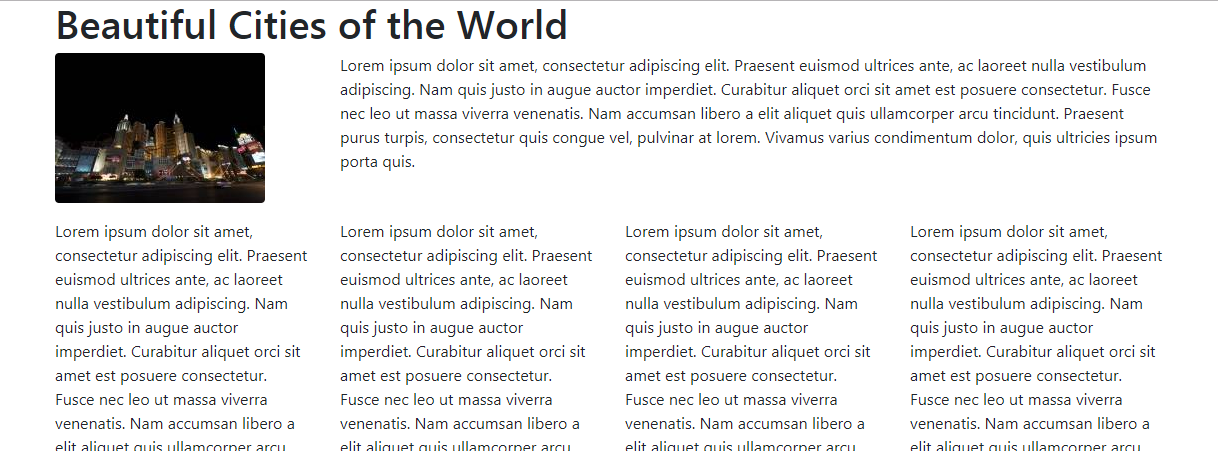 Beautiful Cities of the World
Lorem ipsum dolor sit amet, consectetur adipiscing elit. Praesent euismod ultrices ante, ac laoreet nulla vestibulum
adipiscing. Nam quis justo in augue auctor imperdiet. Curabitur aliquet orci sit amet est posuere consectetur. Fusce
nec leo ut massa viverra venenatis. Nam accumsan libero a elit aliquet quis ullamcorper arcu tincidunt. Praesent
purus turpis, consectetur quis congue vel, pulvinar at lorem. Vivamus varius condimentum dolor, quis ultricies ipsum
porta quis.
Lorem ipsum dolor sit amet,
consectetur adipiscing elit. Praesent
euismod ultrices ante, ac laoreet
nulla vestibulum adipiscing. Nam
quis justo in augue auctor
imperdiet. Curabitur aliquet orci sit
amet est posuere consectetur.
Fusce nec leo ut massa viverra
venenatis. Nam accumsan libero a
elit aliquet quis ullamcorper arcu
Lorem ipsum dolor sit amet,
consectetur adipiscing elit. Praesent
euismod ultrices ante, ac laoreet
nulla vestibulum adipiscing. Nam
quis justo in augue auctor
imperdiet. Curabitur aliquet orci sit
amet est posuere consectetur.
Fusce nec leo ut massa viverra
venenatis. Nam accumsan libero a
elit aliquet quis ullamcorper arcu
Lorem ipsum dolor sit amet,
consectetur adipiscing elit. Praesent
euismod ultrices ante, ac laoreet
nulla vestibulum adipiscing. Nam
quis justo in augue auctor
imperdiet. Curabitur aliquet orci sit
amet est posuere consectetur.
Fusce nec leo ut massa viverra
venenatis. Nam accumsan libero a
elit aliquet quis ullamcorper arcu
Lorem ipsum dolor sit amet,
consectetur adipiscing elit. Praesent
euismod ultrices ante, ac laoreet
nulla vestibulum adipiscing. Nam
quis justo in augue auctor
imperdiet. Curabitur aliquet orci sit
amet est posuere consectetur.
Fusce nec leo ut massa viverra
venenatis. Nam accumsan libero a
elit aliquet quis ullamcorper arcu